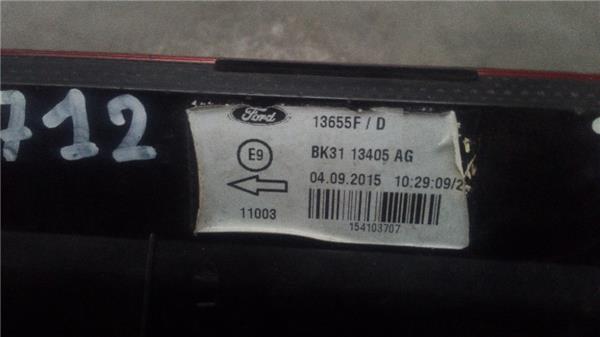 712
Ford
13655F / D
E9
BK31 13405 AG
04.09.2015 10:29:09/2
11003
154103707